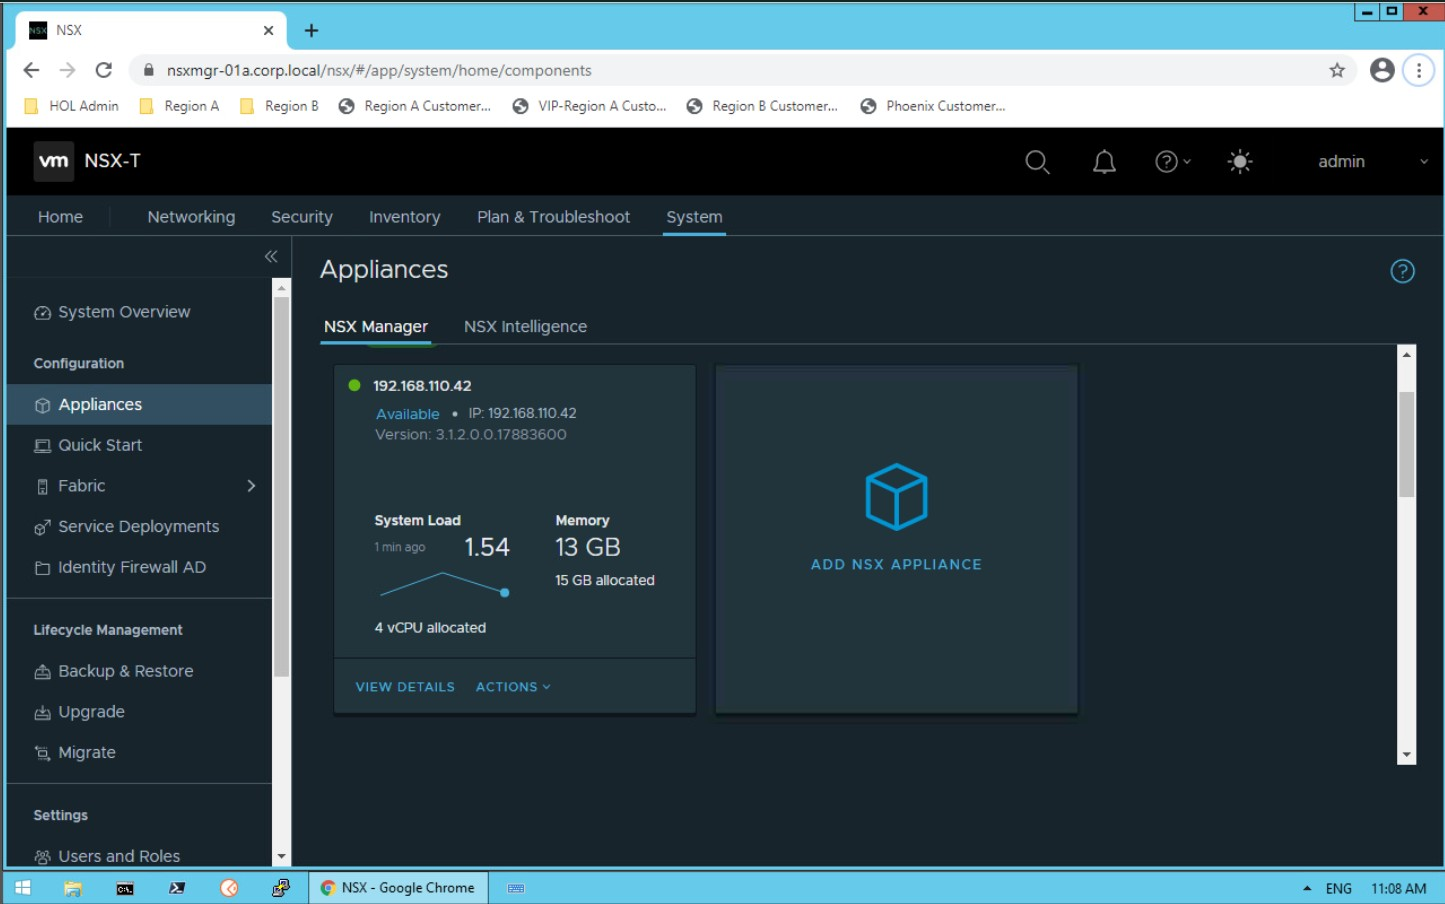 NSX
nsxmgr-01a.corp.local/nsx/#/app/system/home/components
HOL Admin Region A Region B Region A Customer... VIP-Region A Custo... Region B Customer... Phoenix Customer...
vm NSX-T admin
Home Networking Security Inventory Plan & Troubleshoot System
System Overview
Configuration
Appliances
Quick Start
Fabric
Service Deployments
Identity Firewall AD
Lifecycle Management
Backup & Restore
Upgrade
Migrate
Settings
Users and Roles
Appliances
NSX Manager NSX Intelligence
192.168.110.42
Available • IP: 192.168.110.42
Version: 3.1.2.0.0.17883600
System Load Memory
1 min ago 1.54 13 GB
15 GB allocated
4 vCPU allocated
VIEW DETAILS ACTIONS
ADD NSX APPLIANCE
NSX - Google Chrome ENG 11:08 AM